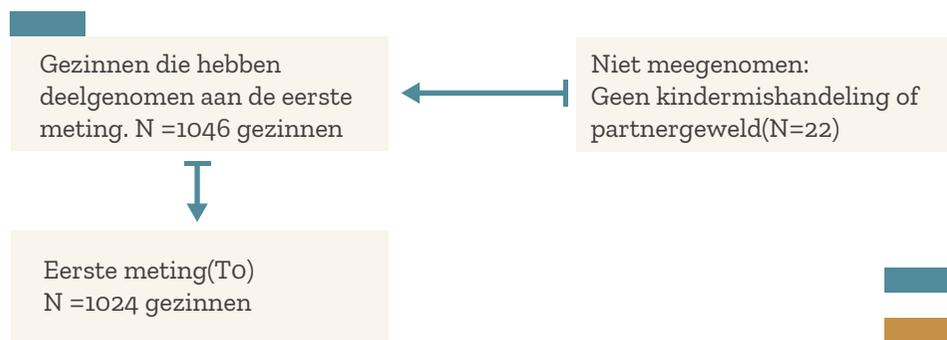 Gezinnen die hebben
deelgenomen aan de eerste
meting. N =1046 gezinnen
Niet meegenomen:
Geen kindermishandeling of
partnergeweld(N=22)
Eerste meting(T0)
N =1024 gezinnen